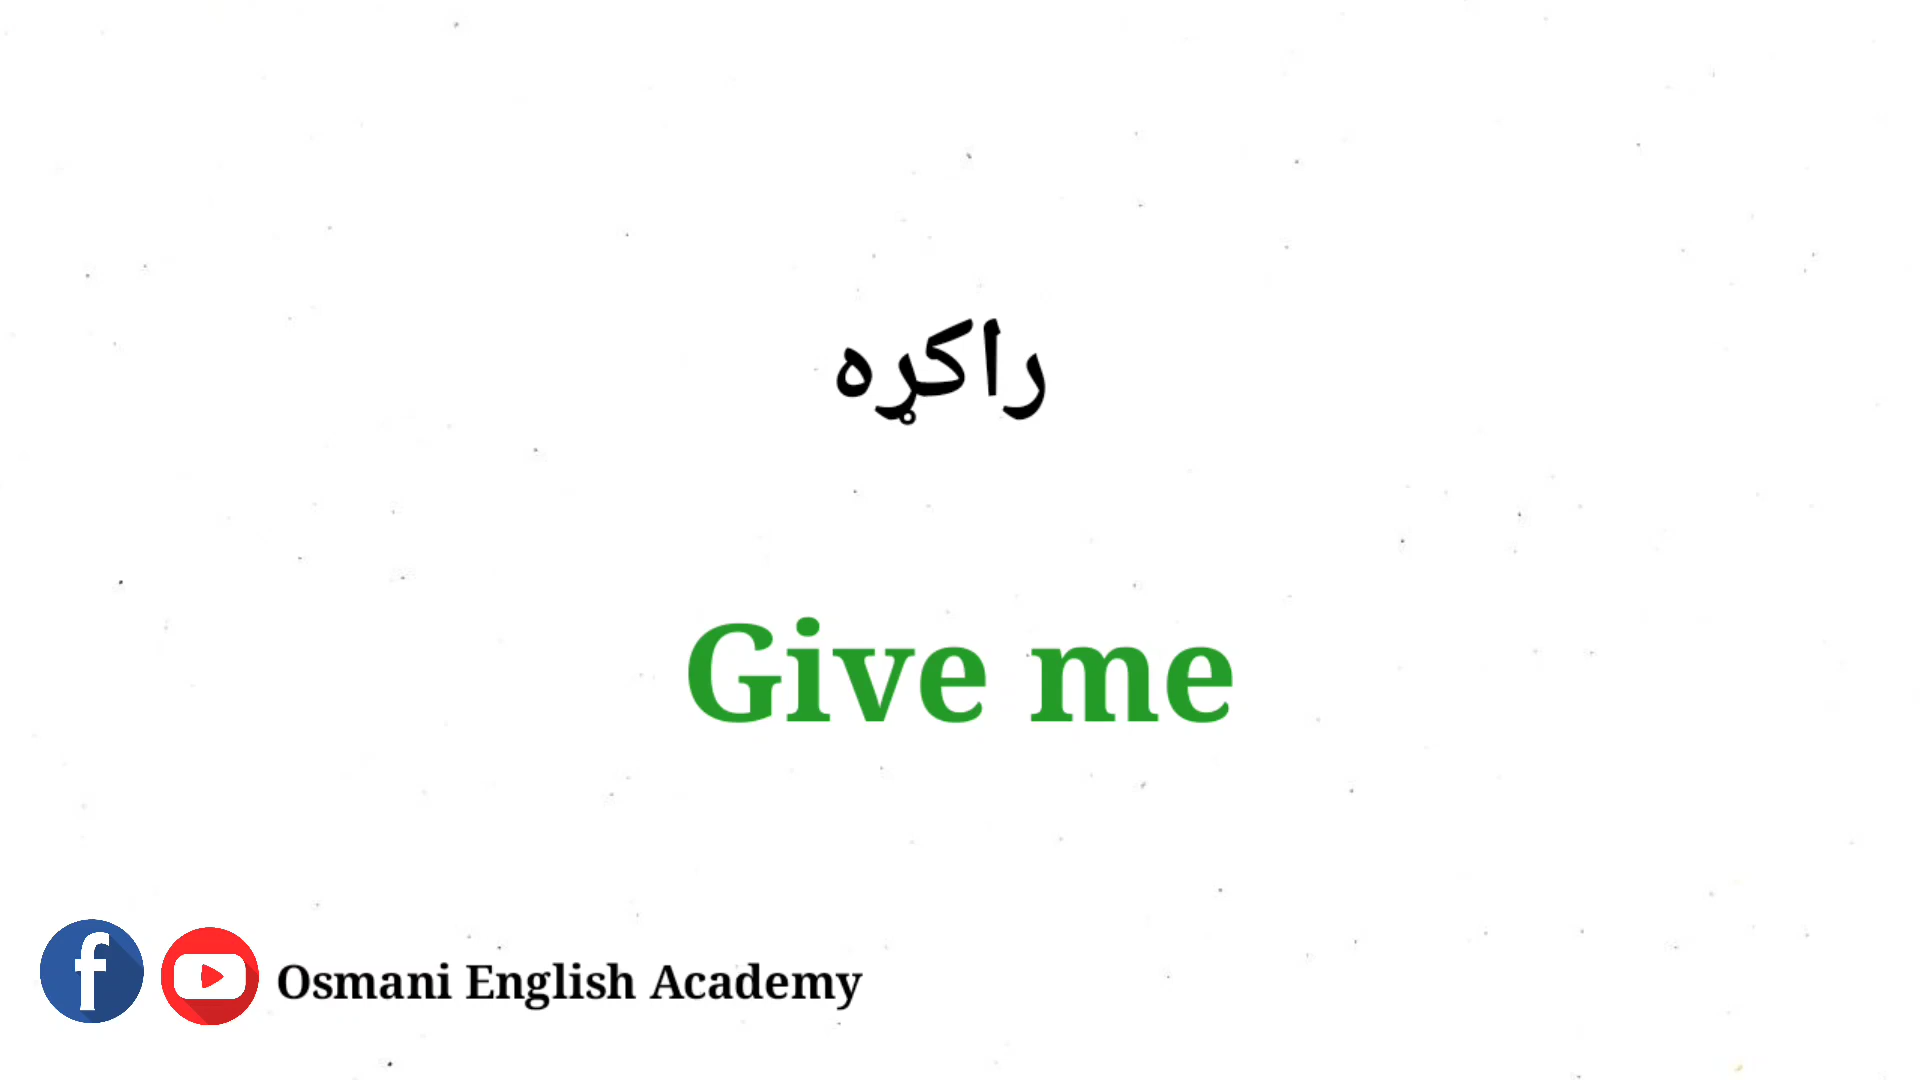 راکړه
Give me
Osmani English Academy